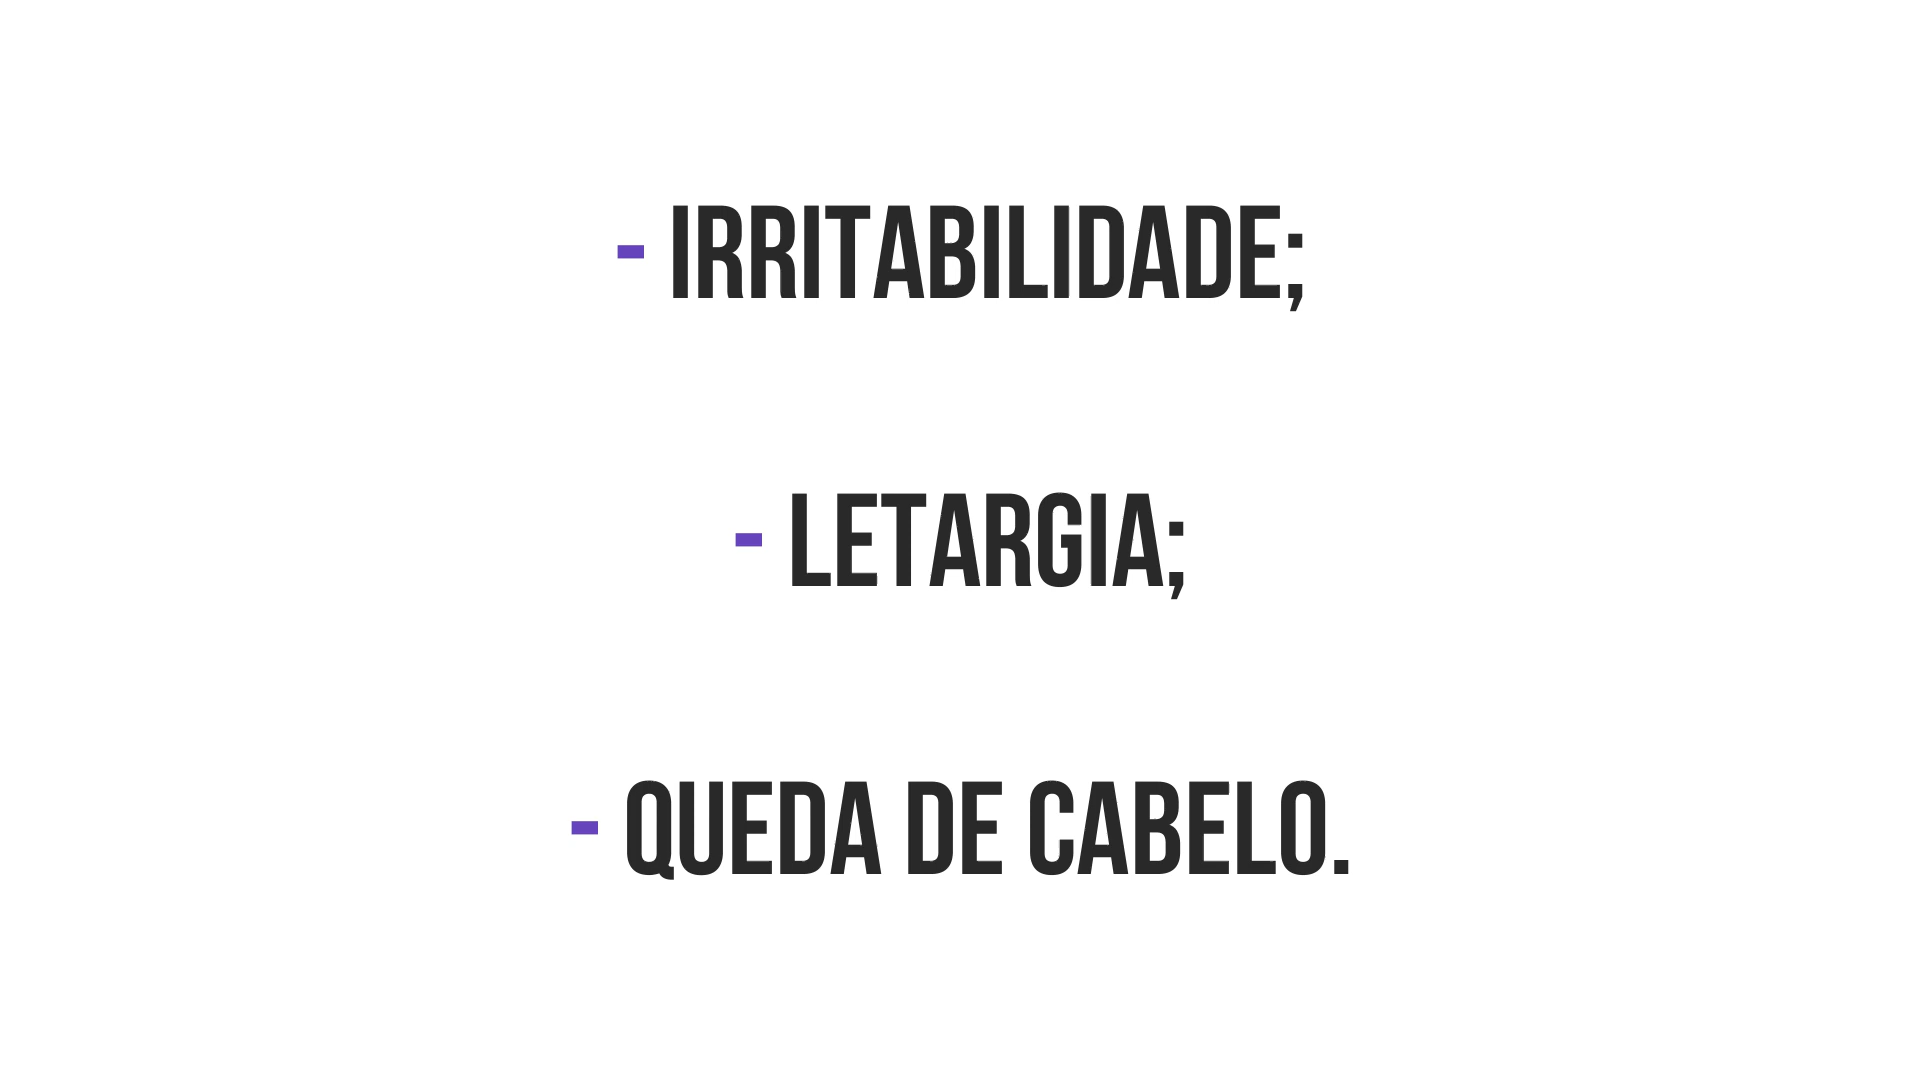 - IRRITABILIDADE;
- LETARGIA;
- QUEDA DE CABELO.